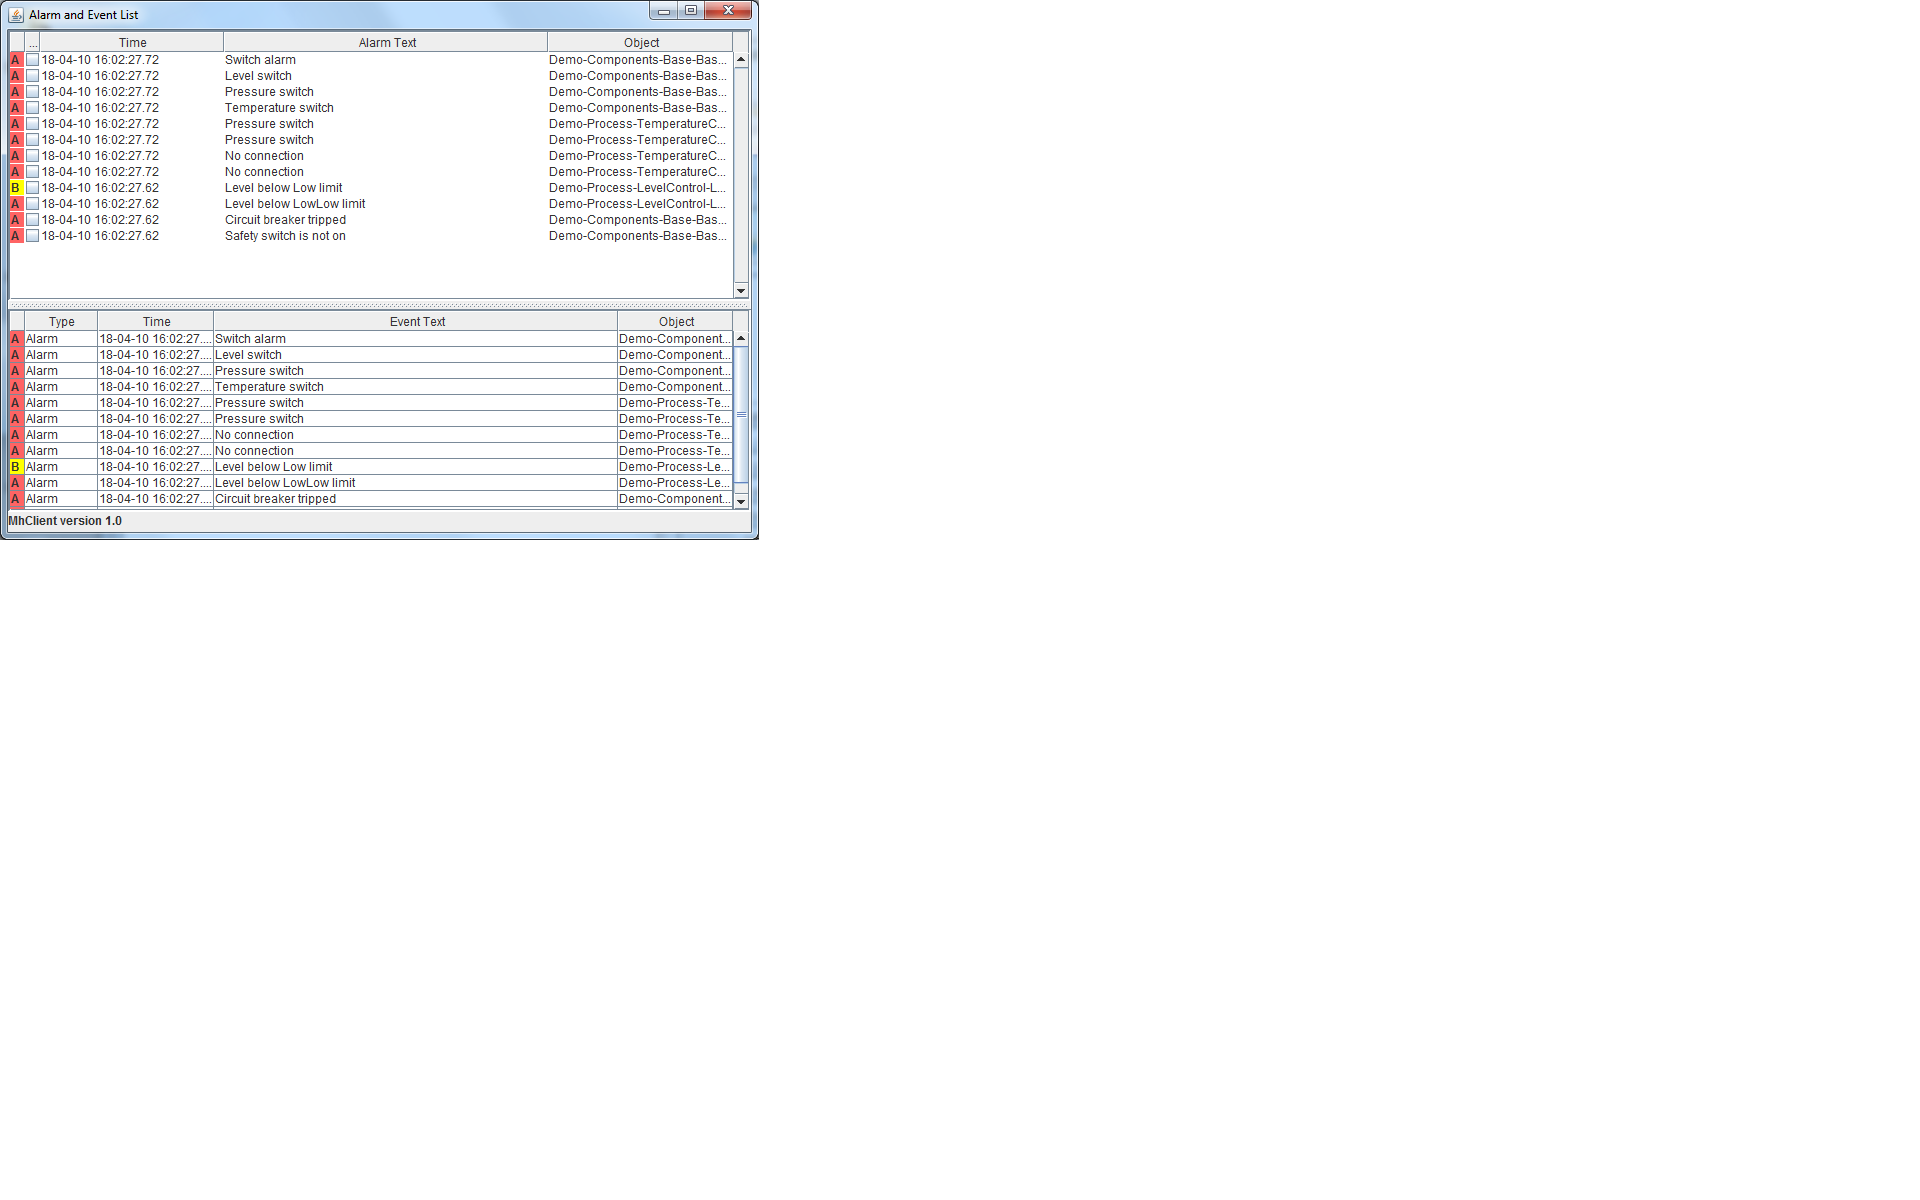 Alarm and Event List
... Time Alarm Text Object
A 18-04-10 16:02:27.72 Switch alarm Demo-Components-Base-Bas...
A 18-04-10 16:02:27.72 Level switch Demo-Components-Base-Bas...
A 18-04-10 16:02:27.72 Pressure switch Demo-Components-Base-Bas...
A 18-04-10 16:02:27.72 Temperature switch Demo-Components-Base-Bas...
A 18-04-10 16:02:27.72 Pressure switch Demo-Process-TemperatureC...
A 18-04-10 16:02:27.72 Pressure switch Demo-Process-TemperatureC...
A 18-04-10 16:02:27.72 No connection Demo-Process-TemperatureC...
A 18-04-10 16:02:27.72 No connection Demo-Process-TemperatureC...
B 18-04-10 16:02:27.62 Level below Low limit Demo-Process-LevelControl-L...
A 18-04-10 16:02:27.62 Level below LowLow limit Demo-Process-LevelControl-L...
A 18-04-10 16:02:27.62 Circuit breaker tripped Demo-Components-Base-Bas...
A 18-04-10 16:02:27.62 Safety switch is not on Demo-Components-Base-Bas...
Type Time Event Text Object
A Alarm 18-04-10 16:02:27.... Switch alarm Demo-Component...
A Alarm 18-04-10 16:02:27.... Level switch Demo-Component...
A Alarm 18-04-10 16:02:27.... Pressure switch Demo-Component...
A Alarm 18-04-10 16:02:27.... Temperature switch Demo-Component...
A Alarm 18-04-10 16:02:27.... Pressure switch Demo-Process-Te...
A Alarm 18-04-10 16:02:27.... Pressure switch Demo-Process-Te...
A Alarm 18-04-10 16:02:27.... No connection Demo-Process-Te...
A Alarm 18-04-10 16:02:27.... No connection Demo-Process-Te...
B Alarm 18-04-10 16:02:27.... Level below Low limit Demo-Process-Le...
A Alarm 18-04-10 16:02:27.... Level below LowLow limit Demo-Process-Le...
A Alarm 18-04-10 16:02:27.... Circuit breaker tripped Demo-Component...
MhClient version 1.0